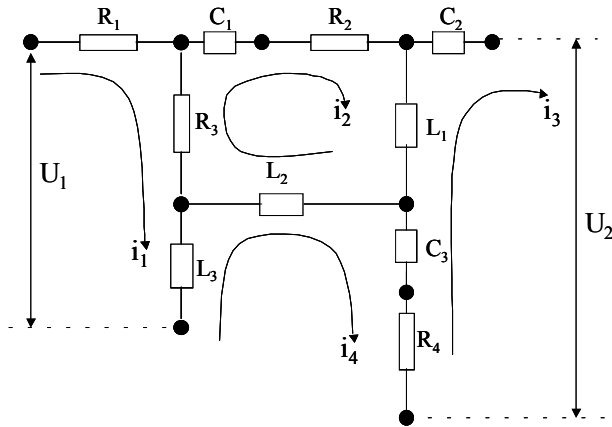 R₁
C₁
R₂
C₂
R₃
i₂
L₁
i₃
U₁
L₂
U₂
i₁
L₃
C₃
i₄
R₄